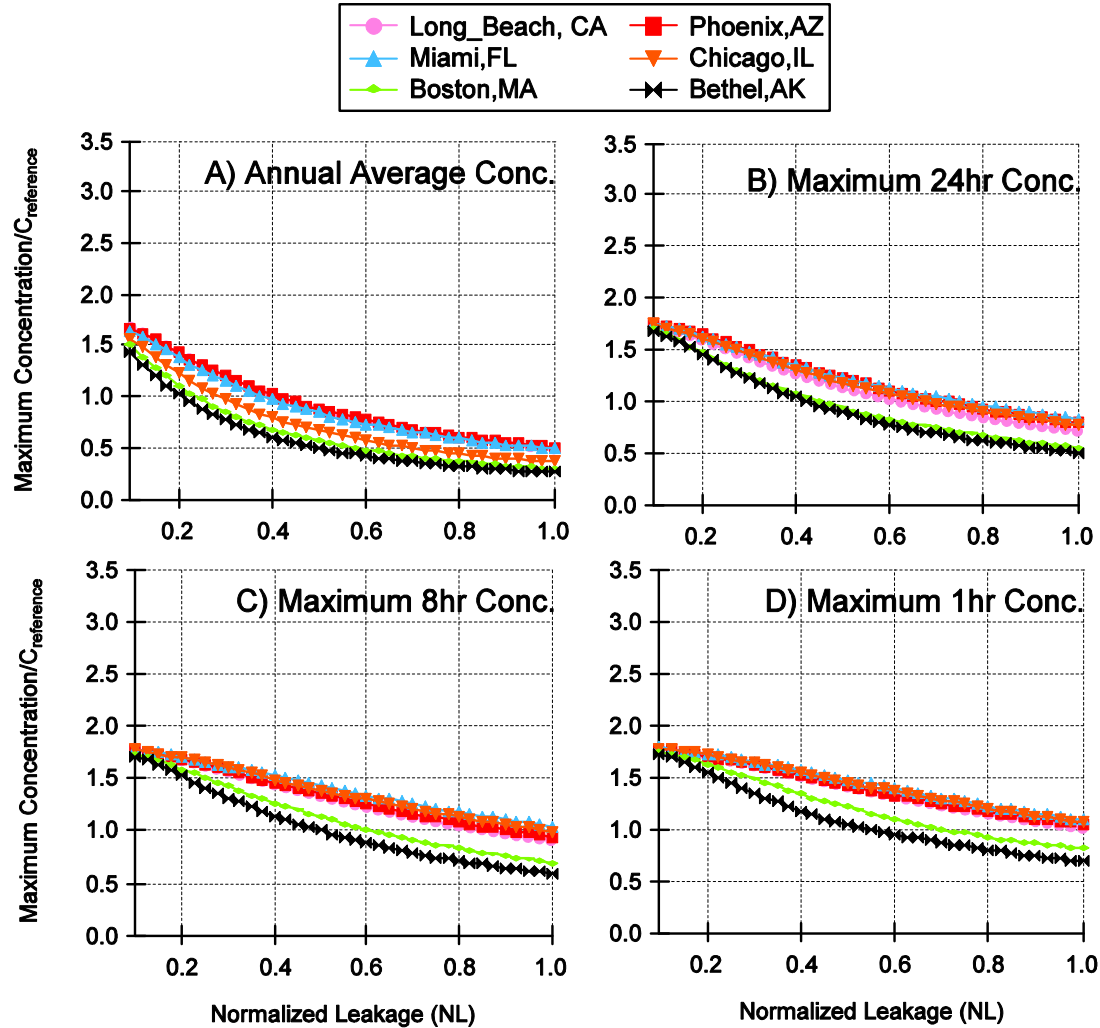 Long_Beach, CA Phoenix,AZ
Miami,FL Chicago,IL
Boston,MA Bethel,AK
A) Annual Average Conc.
Maximum Concentration/Creference
3.5
3.0
2.5
2.0
1.5
1.0
0.5
0.0
0.2 0.4 0.6 0.8 1.0
B) Maximum 24hr Conc.
3.5
3.0
2.5
2.0
1.5
1.0
0.5
0.0
0.2 0.4 0.6 0.8 1.0
C) Maximum 8hr Conc.
Maximum Concentration/Creference
3.5
3.0
2.5
2.0
1.5
1.0
0.5
0.0
0.2 0.4 0.6 0.8 1.0
Normalized Leakage (NL)
D) Maximum 1hr Conc.
3.5
3.0
2.5
2.0
1.5
1.0
0.5
0.0
0.2 0.4 0.6 0.8 1.0
Normalized Leakage (NL)